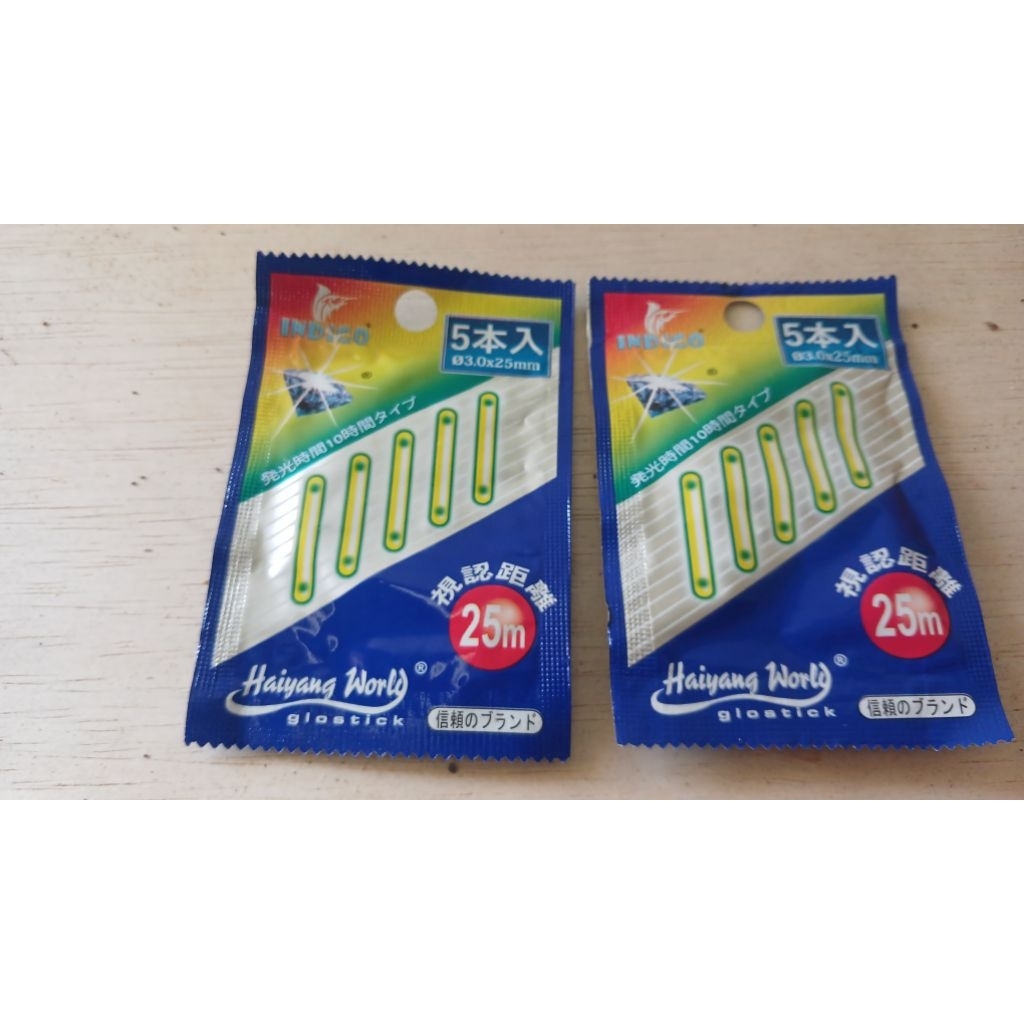 INDIGO
®
5本入
Ø3.0x25mm
発光時間10時間タイプ
視認距離
25m
Haiyang World®
glostick
信頼のブランド
INDIGO
®
5本入
Ø3.0x25mm
発光時間10時間タイプ
視認距離
25m
Haiyang World®
glostick
信頼のブランド